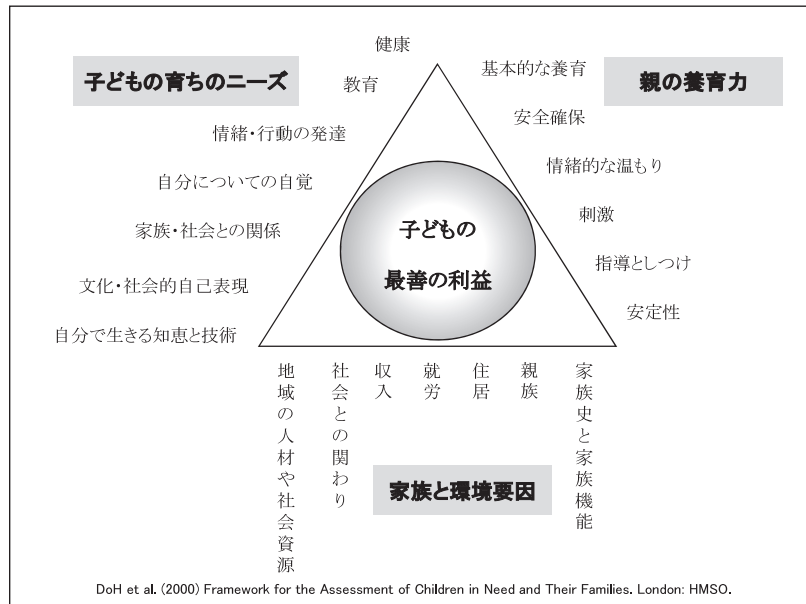 子どもの育ちのニーズ
健康
教育
情緒・行動の発達
自分についての自覚
家族・社会との関係
文化・社会的自己表現
自分で生きる知恵と技術
親の養育力
基本的な養育
安全確保
情緒的な温もり
刺激
指導としつけ
安定性
子どもの
最善の利益
地域の人材や社会資源
社会との関わり
収入
就労
住居
親族
家族史と家族機能
家族と環境要因
DoH et al. (2000) Framework for the Assessment of Children in Need and Their Families. London: HMSO.